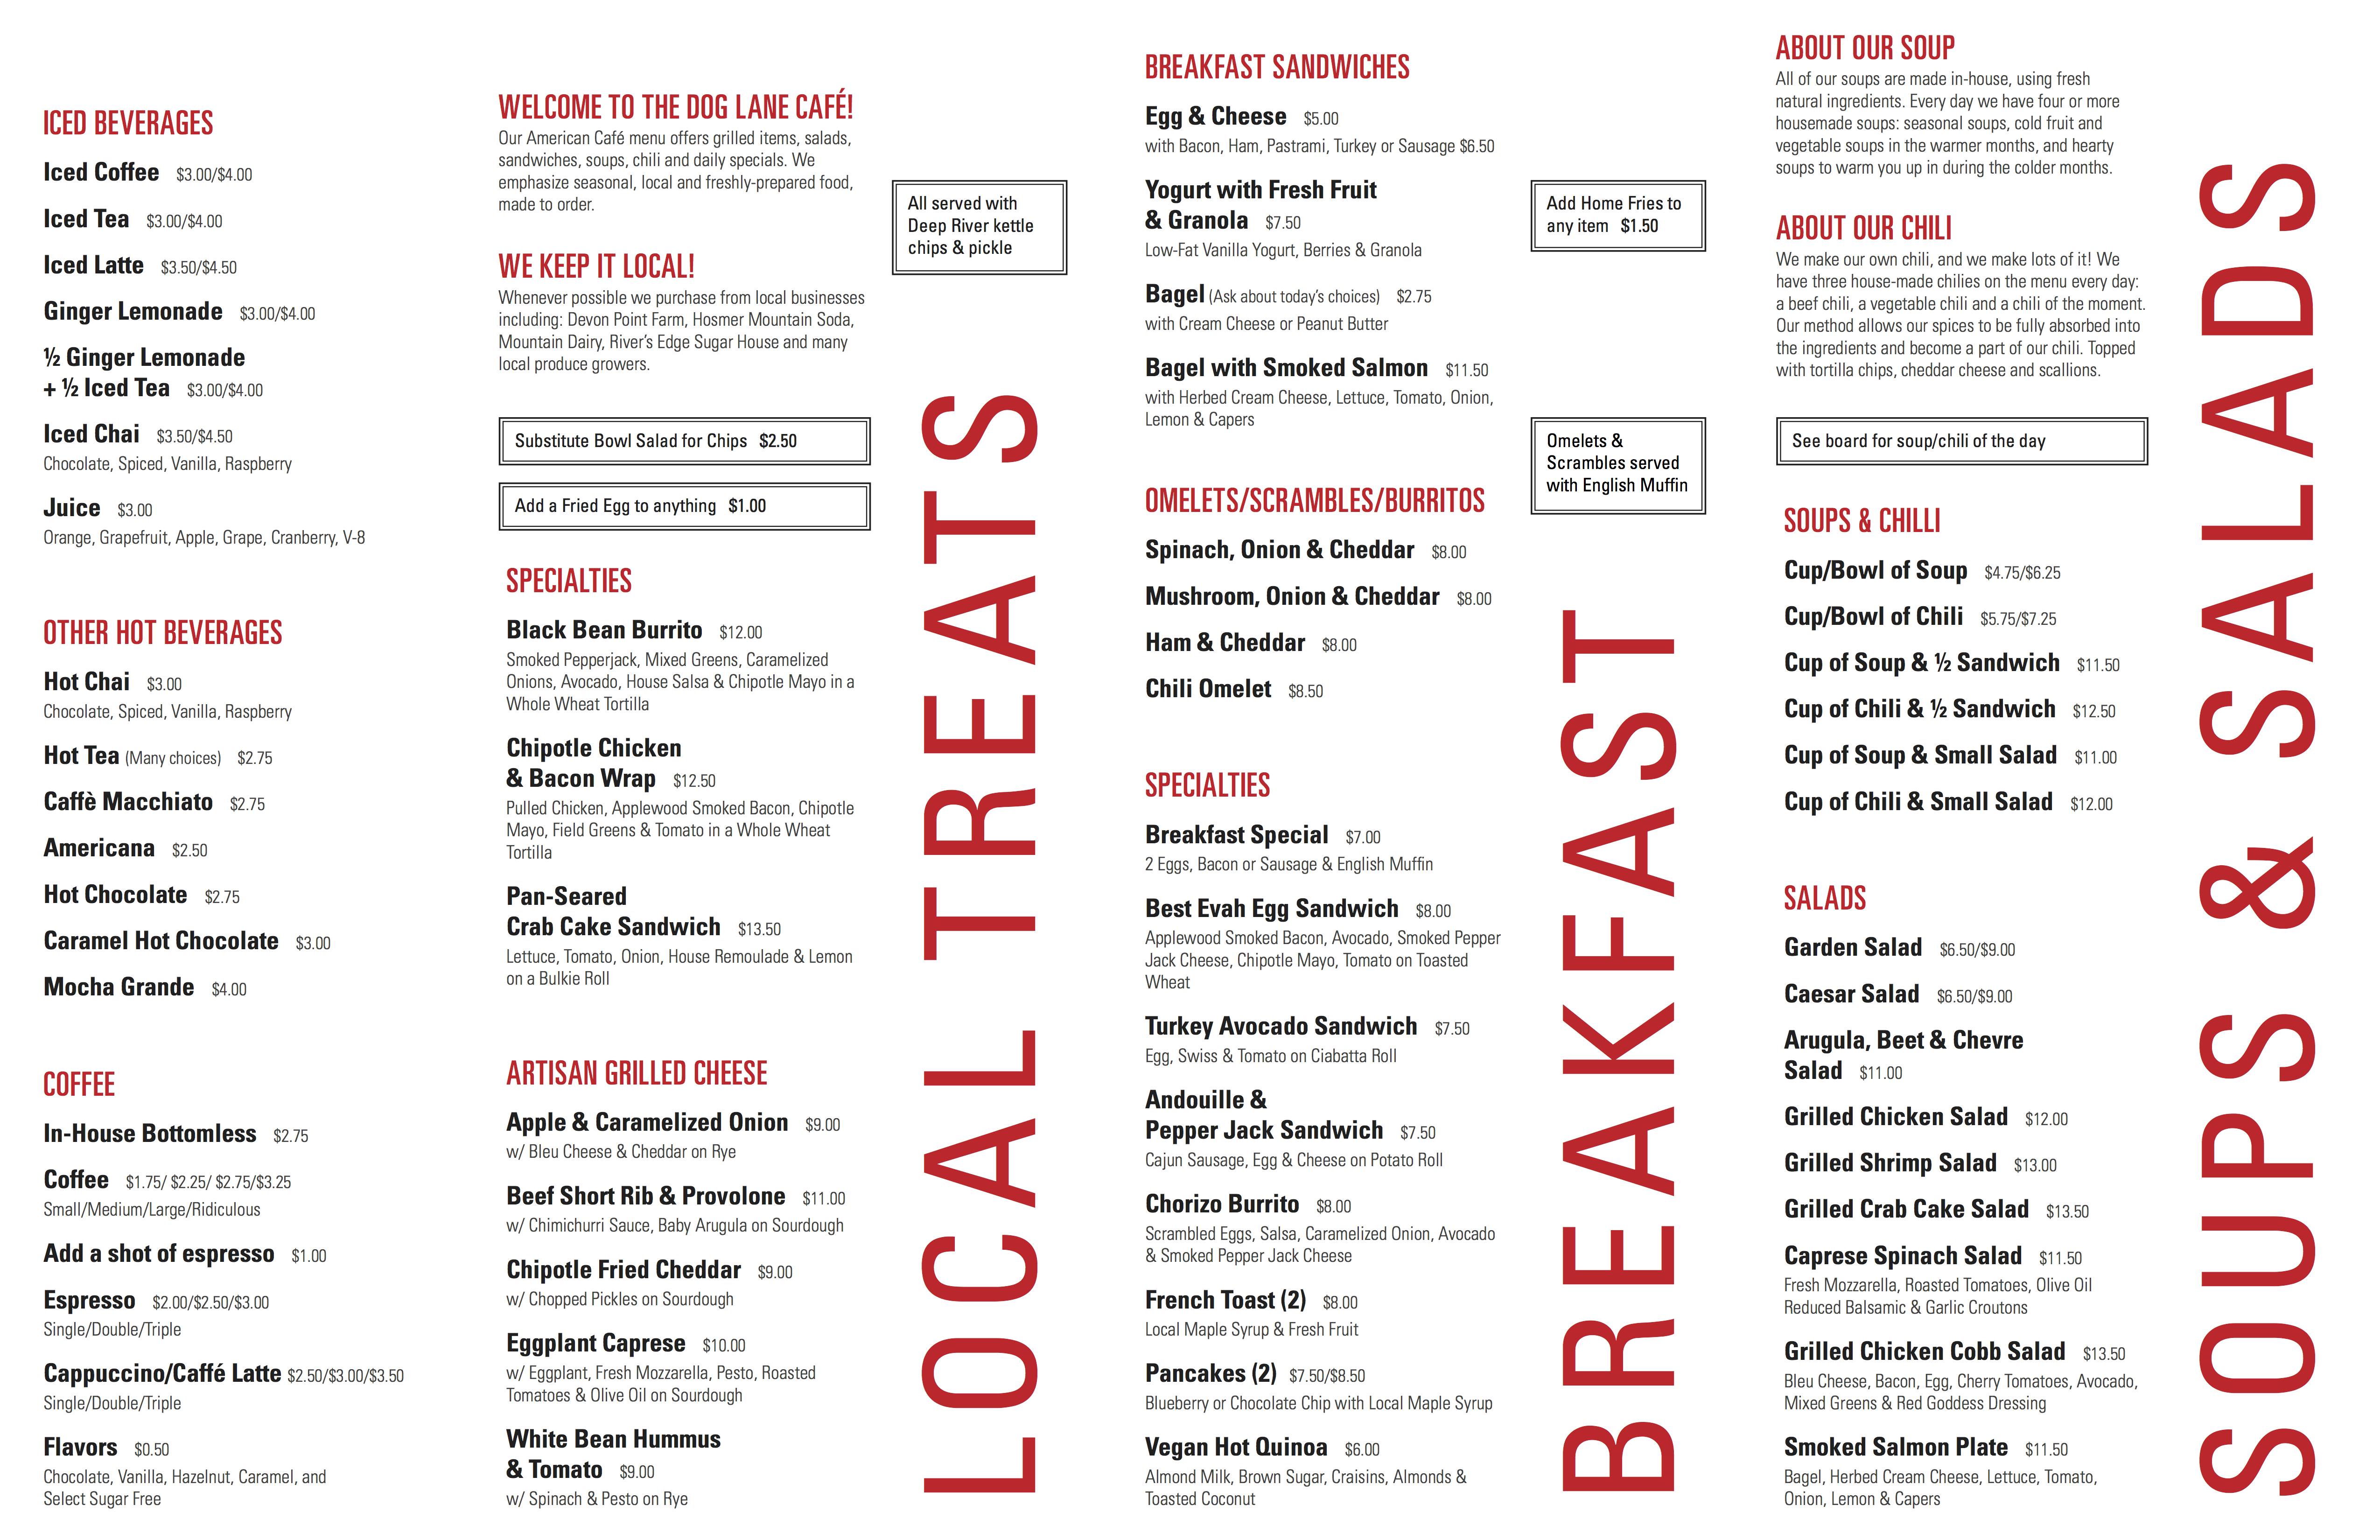 ICED BEVERAGES
Iced Coffee $3.00/$4.00
Iced Tea $3.00/$4.00
Iced Latte $3.50/$4.50
Ginger Lemonade $3.00/$4.00
½ Ginger Lemonade
+ ½ Iced Tea $3.00/$4.00
Iced Chai $3.50/$4.50
Chocolate, Spiced, Vanilla, Raspberry
Juice $3.00
Orange, Grapefruit, Apple, Grape, Cranberry, V-8
OTHER HOT BEVERAGES
Hot Chai $3.00
Chocolate, Spiced, Vanilla, Raspberry
Hot Tea (Many choices) $2.75
Caffè Macchiato $2.75
Americana $2.50
Hot Chocolate $2.75
Caramel Hot Chocolate $3.00
Mocha Grande $4.00
COFFEE
In-House Bottomless $2.75
Coffee $1.75/ $2.25/ $2.75/$3.25
Small/Medium/Large/Ridiculous
Add a shot of espresso $1.00
Espresso $2.00/$2.50/$3.00
Single/Double/Triple
Cappuccino/Caffé Latte $2.50/$3.00/$3.50
Single/Double/Triple
Flavors $0.50
Chocolate, Vanilla, Hazelnut, Caramel, and
Select Sugar Free
WELCOME TO THE DOG LANE CAFÉ!
Our American Café menu offers grilled items, salads,
sandwiches, soups, chili and daily specials. We
emphasize seasonal, local and freshly-prepared food,
made to order.
WE KEEP IT LOCAL!
Whenever possible we purchase from local businesses
including: Devon Point Farm, Hosmer Mountain Soda,
Mountain Dairy, River's Edge Sugar House and many
local produce growers.
Substitute Bowl Salad for Chips $2.50
Add a Fried Egg to anything $1.00
SPECIALTIES
Black Bean Burrito $12.00
Smoked Pepperjack, Mixed Greens, Caramelized
Onions, Avocado, House Salsa & Chipotle Mayo in a
Whole Wheat Tortilla
Chipotle Chicken
& Bacon Wrap $12.50
Pulled Chicken, Applewood Smoked Bacon, Chipotle
Mayo, Field Greens & Tomato in a Whole Wheat
Tortilla
Pan-Seared
Crab Cake Sandwich $13.50
Lettuce, Tomato, Onion, House Remoulade & Lemon
on a Bulkie Roll
ARTISAN GRILLED CHEESE
Apple & Caramelized Onion $9.00
w/ Bleu Cheese & Cheddar on Rye
Beef Short Rib & Provolone $11.00
w/ Chimichurri Sauce, Baby Arugula on Sourdough
Chipotle Fried Cheddar $9.00
w/ Chopped Pickles on Sourdough
Eggplant Caprese $10.00
w/ Eggplant, Fresh Mozzarella, Pesto, Roasted
Tomatoes & Olive Oil on Sourdough
White Bean Hummus
& Tomato $9.00
w/ Spinach & Pesto on Rye
All served with
Deep River kettle
chips & pickle
LOCAL TREATS
BREAKFAST SANDWICHES
Egg & Cheese $5.00
with Bacon, Ham, Pastrami, Turkey or Sausage $6.50
Yogurt with Fresh Fruit
& Granola $7.50
Low-Fat Vanilla Yogurt, Berries & Granola
Bagel (Ask about today's choices) $2.75
with Cream Cheese or Peanut Butter
Bagel with Smoked Salmon $11.50
with Herbed Cream Cheese, Lettuce, Tomato, Onion,
Lemon & Capers
OMELETS/SCRAMBLES/BURRITOS
Spinach, Onion & Cheddar $8.00
Mushroom, Onion & Cheddar $8.00
Ham & Cheddar $8.00
Chili Omelet $8.50
SPECIALTIES
Breakfast Special $7.00
2 Eggs, Bacon or Sausage & English Muffin
Best Evah Egg Sandwich $8.00
Applewood Smoked Bacon, Avocado, Smoked Pepper
Jack Cheese, Chipotle Mayo, Tomato on Toasted
Wheat
Turkey Avocado Sandwich $7.50
Egg, Swiss & Tomato on Ciabatta Roll
Andouille &
Pepper Jack Sandwich $7.50
Cajun Sausage, Egg & Cheese on Potato Roll
Chorizo Burrito $8.00
Scrambled Eggs, Salsa, Caramelized Onion, Avocado
& Smoked Pepper Jack Cheese
French Toast (2) $8.00
Local Maple Syrup & Fresh Fruit
Pancakes (2) $7.50/$8.50
Blueberry or Chocolate Chip with Local Maple Syrup
Vegan Hot Quinoa $6.00
Almond Milk, Brown Sugar, Craisins, Almonds &
Toasted Coconut
Add Home Fries to
any item $1.50
Omelets &
Scrambles served
with English Muffin
BREAKFAST
ABOUT OUR SOUP
All of our soups are made in-house, using fresh
natural ingredients. Every day we have four or more
housemade soups: seasonal soups, cold fruit and
vegetable soups in the warmer months, and hearty
soups to warm you up in during the colder months.
ABOUT OUR CHILI
We make our own chili, and we make lots of it! We
have three house-made chilies on the menu every day:
a beef chili, a vegetable chili and a chili of the moment.
Our method allows our spices to be fully absorbed into
the ingredients and become a part of our chili. Topped
with tortilla chips, cheddar cheese and scallions.
See board for soup/chili of the day
SOUPS & CHILLI
Cup/Bowl of Soup $4.75/$6.25
Cup/Bowl of Chili $5.75/$7.25
Cup of Soup & ½ Sandwich $11.50
Cup of Chili & ½ Sandwich $12.50
Cup of Soup & Small Salad $11.00
Cup of Chili & Small Salad $12.00
SALADS
Garden Salad $6.50/$9.00
Caesar Salad $6.50/$9.00
Arugula, Beet & Chevre
Salad $11.00
Grilled Chicken Salad $12.00
Grilled Shrimp Salad $13.00
Grilled Crab Cake Salad $13.50
Caprese Spinach Salad $11.50
Fresh Mozzarella, Roasted Tomatoes, Olive Oil
Reduced Balsamic & Garlic Croutons
Grilled Chicken Cobb Salad $13.50
Bleu Cheese, Bacon, Egg, Cherry Tomatoes, Avocado,
Mixed Greens & Red Goddess Dressing
Smoked Salmon Plate $11.50
Bagel, Herbed Cream Cheese, Lettuce, Tomato,
Onion, Lemon & Capers
SOUPS & SALADS